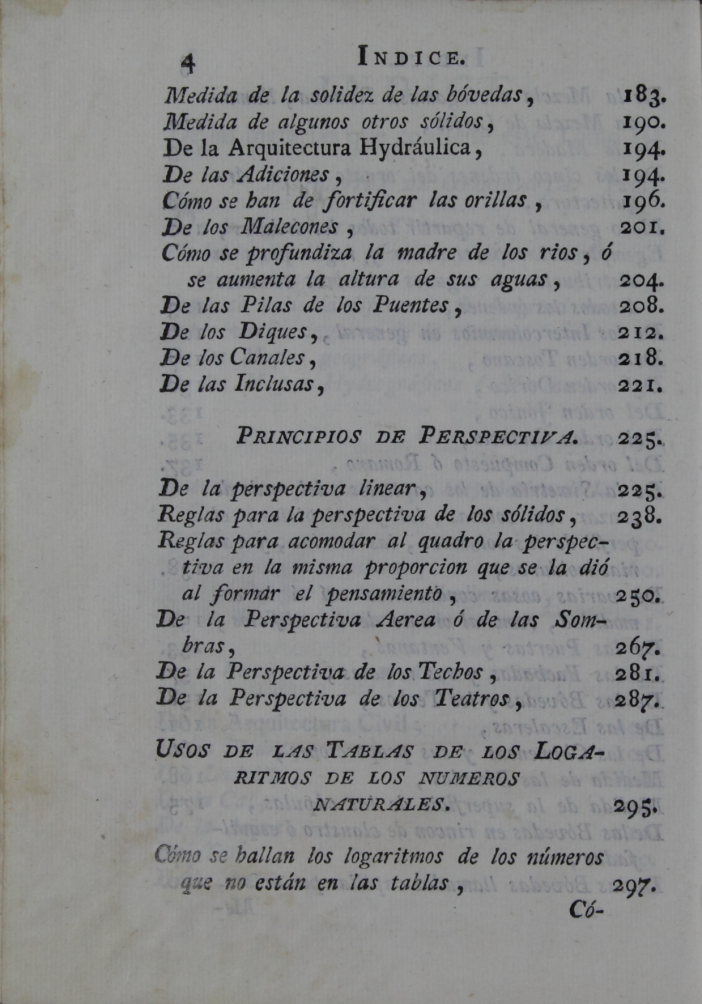 4 INDICE.
Medida de la solidez de las bóvedas, 183.
Medida de algunos otros sólidos, 190.
De la Arquitectura Hydráulica, 194.
De las Adiciones, 194.
Cómo se han de fortificar las orillas, 196.
De los Malecones, 201.
Cómo se profundiza la madre de los rios, ó
se aumenta la altura de sus aguas, 204.
De las Pilas de los Puentes, 208.
De los Diques, 212.
De los Canales, 218.
De las Inclusas, 221.
PRINCIPIOS DE PERSPECTIVA. 225.
De la perspectiva linear, 225.
Reglas para la perspectiva de los sólidos, 238.
Reglas para acomodar al quadro la perspec-
tiva en la misma proporcion que se la dió
al formar el pensamiento, 250.
De la Perspectiva Aerea ó de las Som-
bras, 267.
De la Perspectiva de los Techos, 281.
De la Perspectiva de los Teatros, 287.
USOS DE LAS TABLAS DE LOS LOGA-
RITMOS DE LOS NUMEROS
NATURALES. 295.
Cómo se hallan los logaritmos de los números
que no están en las tablas, 297.
Có-